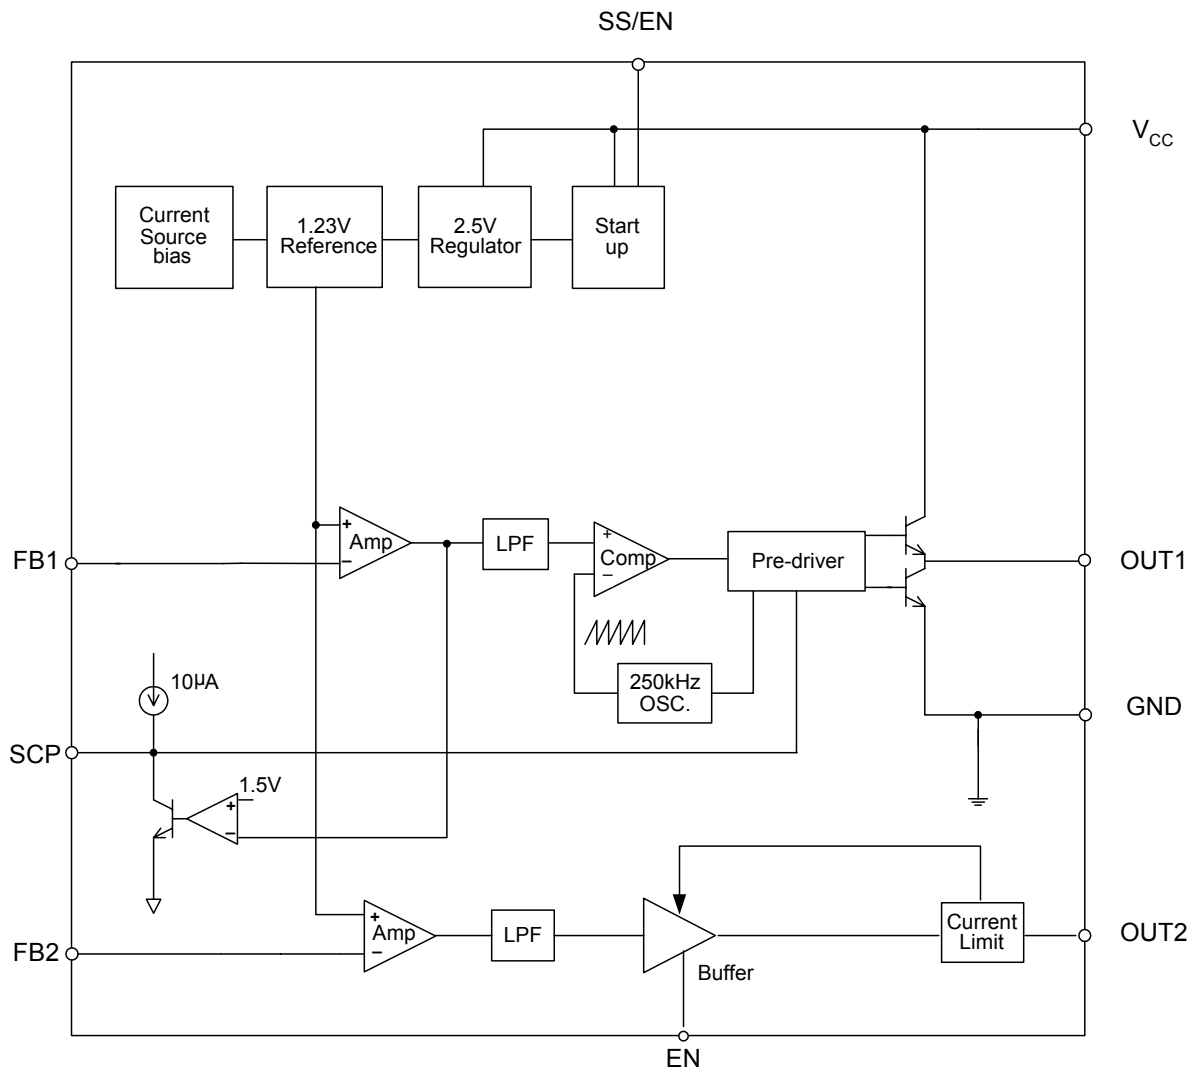 SS/EN
V_CC
Current
Source
bias
1.23V
Reference
2.5V
Regulator
Start
up
FB1
+
Amp
−
LPF
+
Comp
−
Pre-driver
OUT1
250kHz
OSC.
10µA
GND
SCP
1.5V
+
−
FB2
+
Amp
−
LPF
Buffer
Current
Limit
OUT2
EN